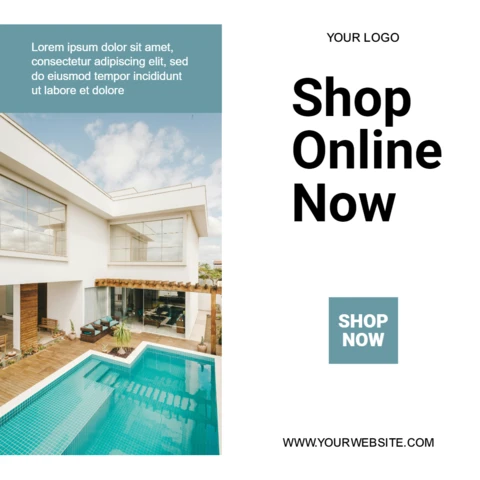 Lorem ipsum dolor sit amet,
consectetur adipiscing elit, sed
do eiusmod tempor incididunt
ut labore et dolore
YOUR LOGO
Shop
Online
Now
SHOP
NOW
WWW.YOURWEBSITE.COM